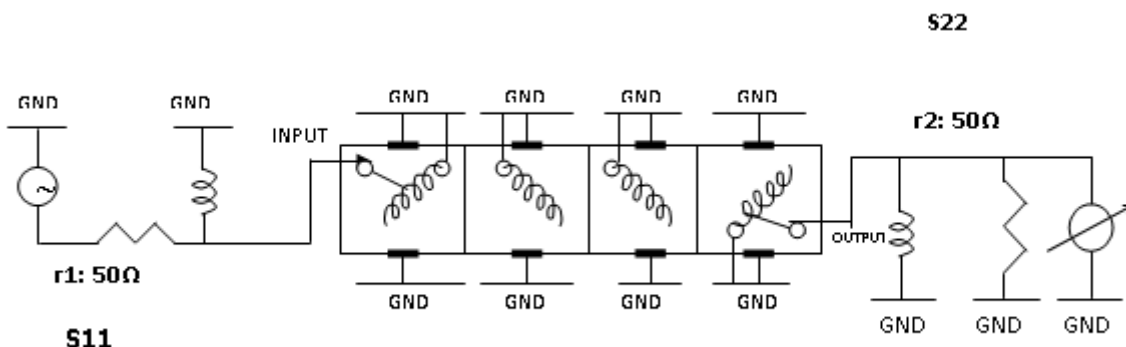 S22
GND
GND
GND
GND
GND
GND
r2: 50Ω
INPUT
OUTPUT
r1: 50Ω
GND
GND
GND
GND
GND
GND
GND
S11